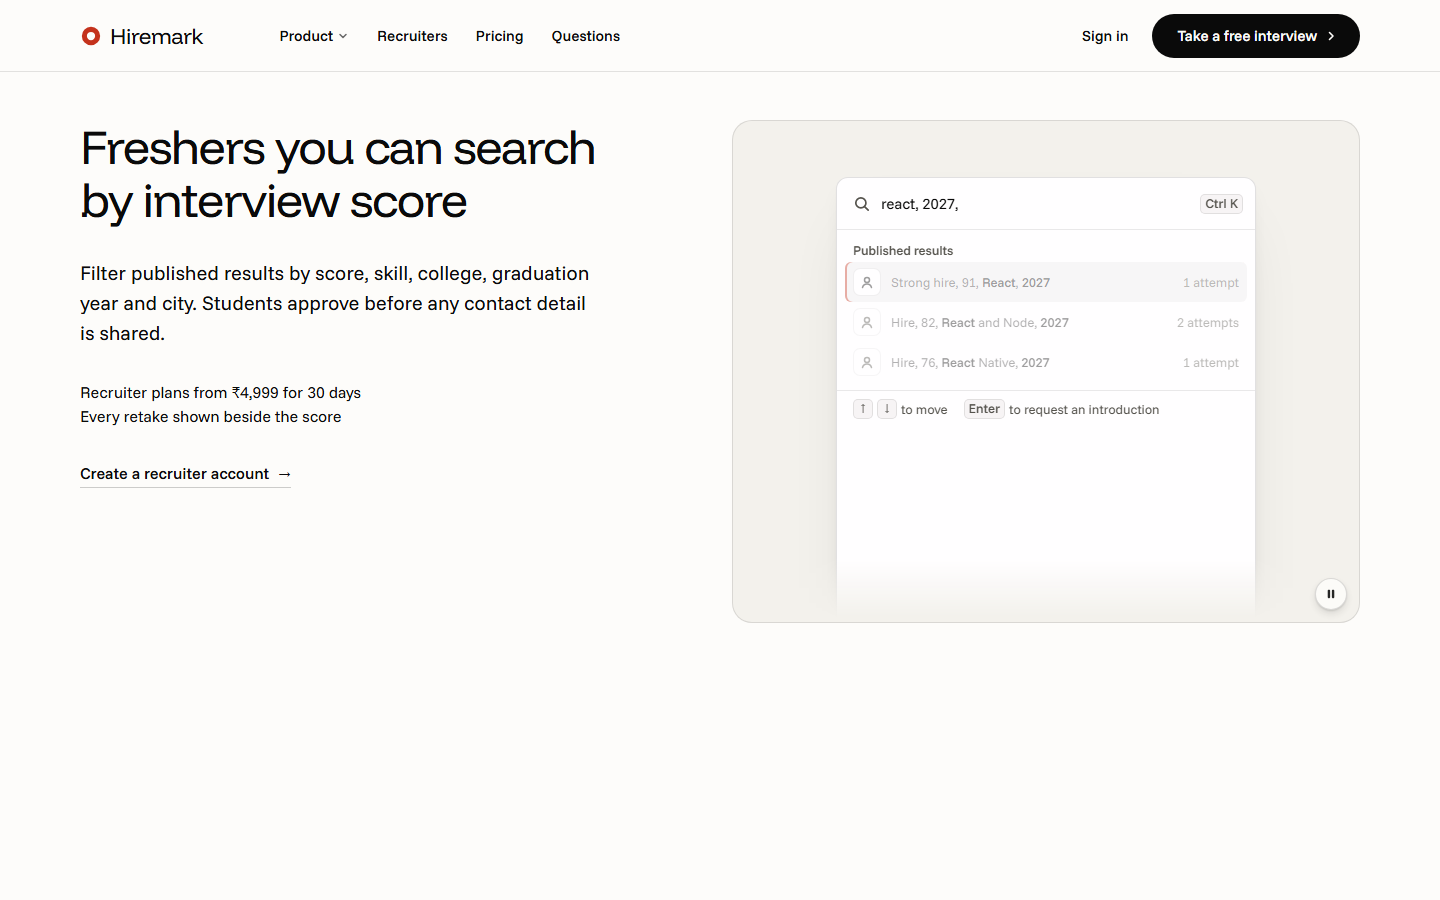 Hiremark
Product
Recruiters
Pricing
Questions
Sign in
Take a free interview
Freshers you can search
by interview score
Filter published results by score, skill, college, graduation
year and city. Students approve before any contact detail
is shared.
Recruiter plans from ₹4,999 for 30 days
Every retake shown beside the score
Create a recruiter account →
react, 2027,
Ctrl K
Published results
Strong hire, 91, React, 2027
1 attempt
Hire, 82, React and Node, 2027
2 attempts
Hire, 76, React Native, 2027
1 attempt
↑ ↓ to move Enter to request an introduction